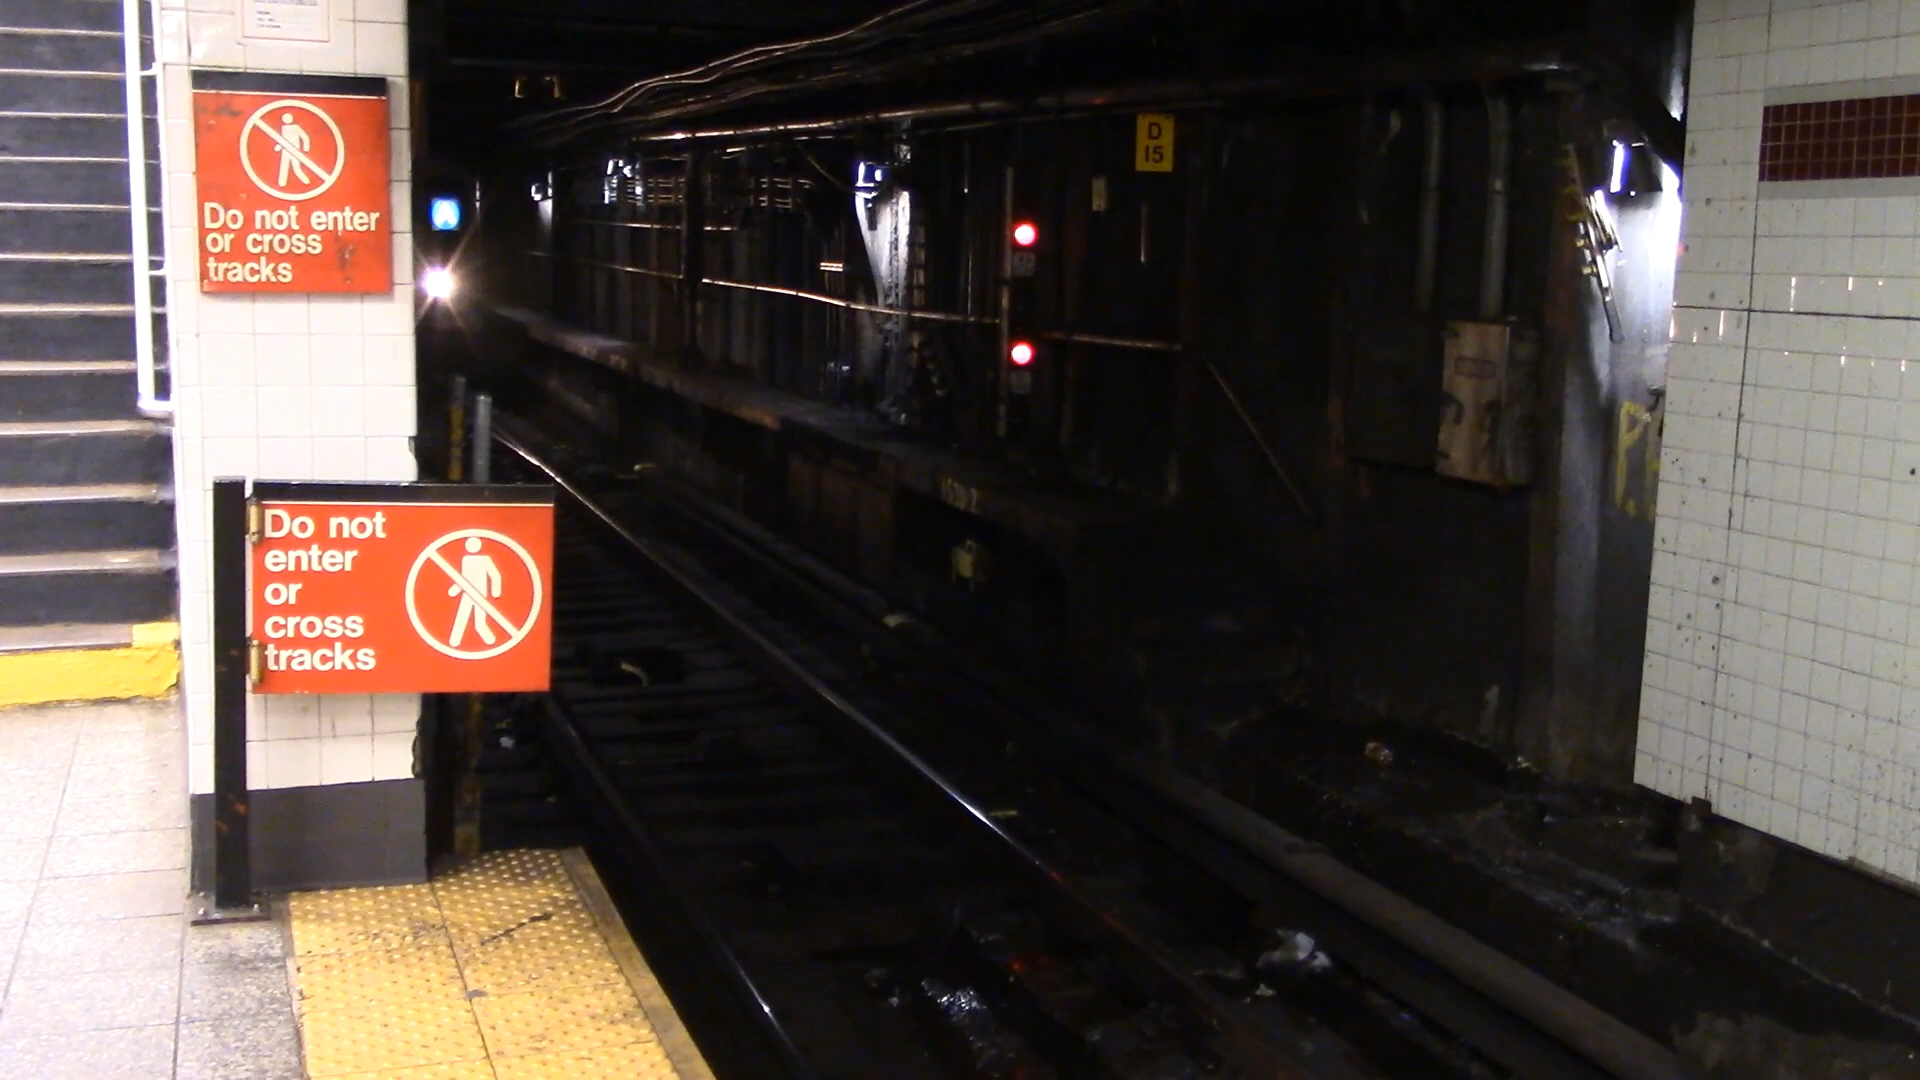 Do not enter
or cross
tracks
A
D
15
Do not
enter
or
cross
tracks